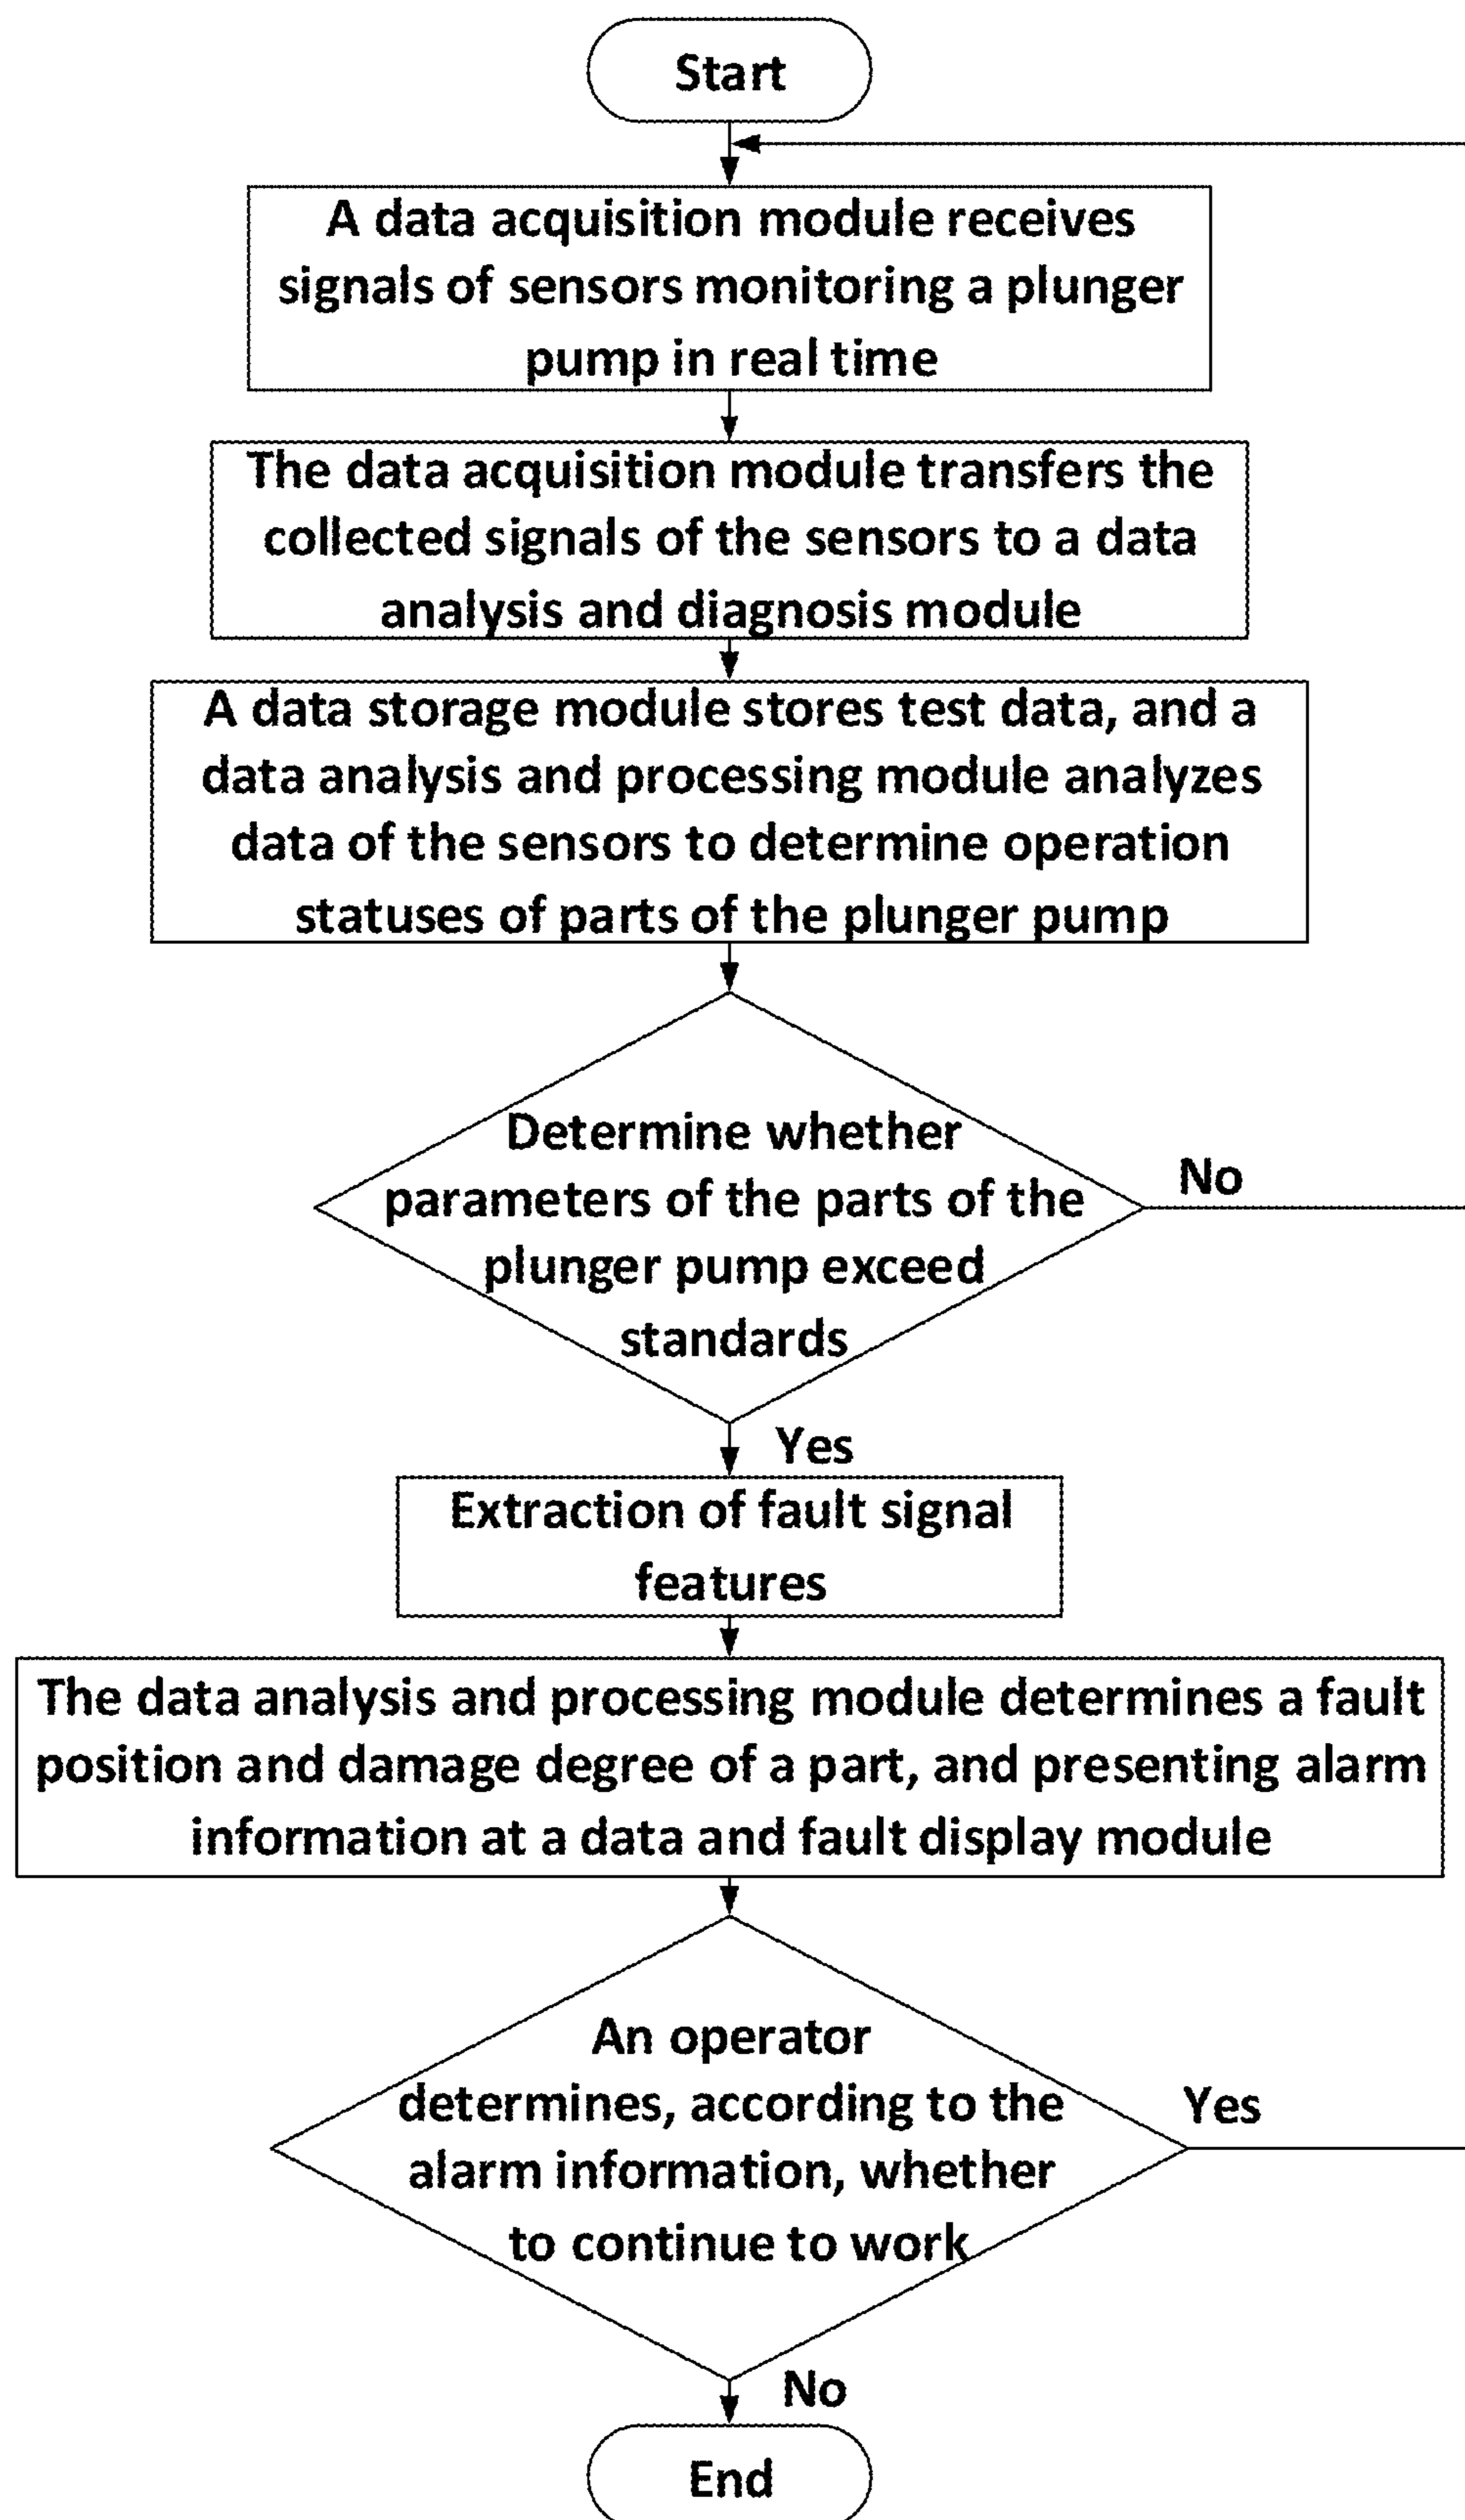 Start
A data acquisition module receives
signals of sensors monitoring a plunger
pump in real time
The data acquisition module transfers the
collected signals of the sensors to a data
analysis and diagnosis module
A data storage module stores test data, and a
data analysis and processing module analyzes
data of the sensors to determine operation
statuses of parts of the plunger pump
Determine whether
parameters of the parts of the
plunger pump exceed
standards
No
Yes
Extraction of fault signal
features
The data analysis and processing module determines a fault
position and damage degree of a part, and presenting alarm
information at a data and fault display module
An operator
determines, according to the
alarm information, whether
to continue to work
Yes
No
End